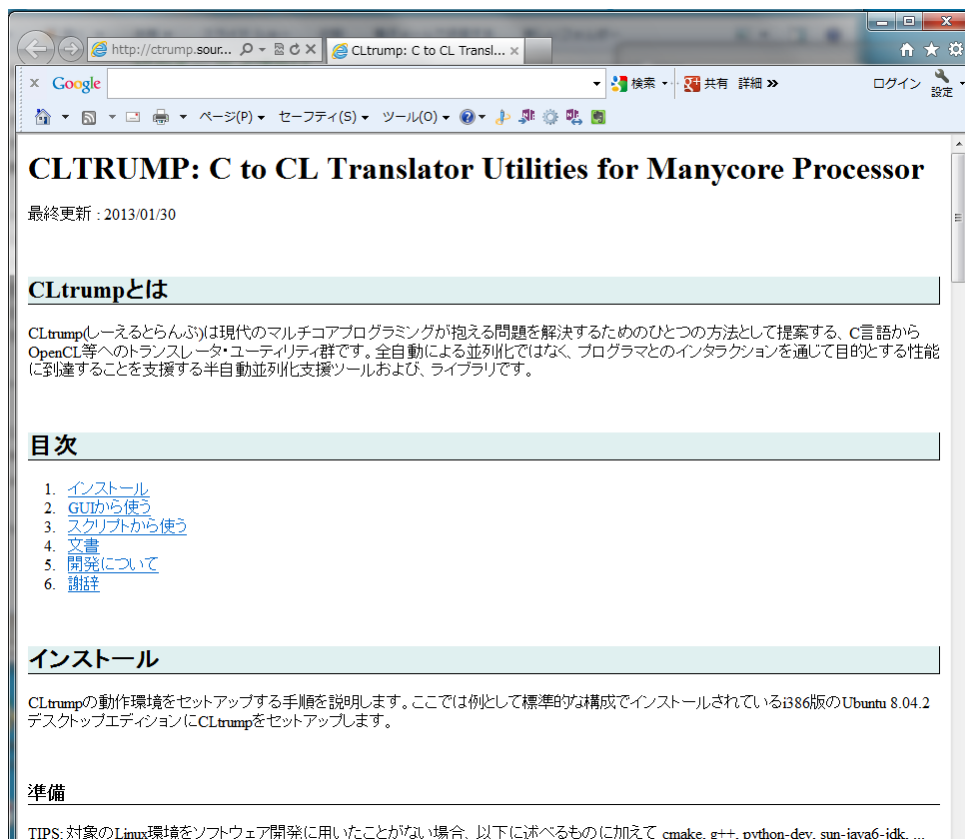 http://ctrump.sour...
CLtrump: C to CL Transl...
Google
検索
共有 詳細 »
ログイン
設定
ページ(P) セーフティ(S) ツール(O)
CLTRUMP: C to CL Translator Utilities for Manycore Processor
最終更新 : 2013/01/30
CLtrumpとは
CLtrump(しーえるとらんぷ)は現代のマルチコアプログラミングが抱える問題を解決するためのひとつの方法として提案する、C言語から
OpenCL等へのトランスレータ・ユーティリティ群です。全自動による並列化ではなく、プログラマとのインタラクションを通じて目的とする性能
に到達することを支援する半自動並列化支援ツールおよび、ライブラリです。
目次
1. インストール
2. GUIから使う
3. スクリプトから使う
4. 文書
5. 開発について
6. 謝辞
インストール
CLtrumpの動作環境をセットアップする手順を説明します。ここでは例として標準的な構成でインストールされているi386版のUbuntu 8.04.2
デスクトップエディションにCLtrumpをセットアップします。
準備
TIPS: 対象のLinux環境をソフトウェア開発に用いたことがない場合、以下に述べるものに加えて cmake, g++, python-dev, sun-java6-jdk, ...